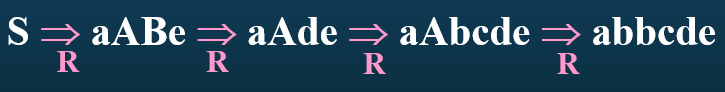 S ⇒ aABe ⇒ aAde ⇒ aAbcde ⇒ abbcde
R R R R